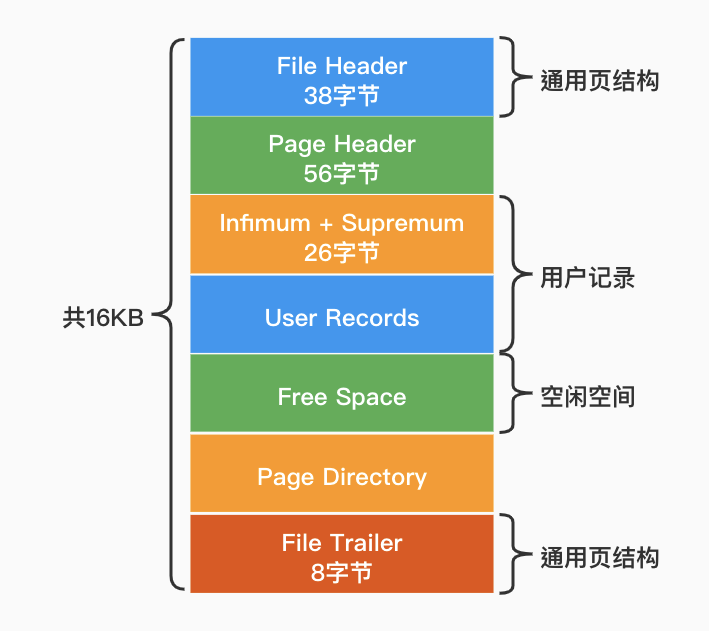 File Header
38字节
通用页结构
Page Header
56字节
Infimum + Supremum
26字节
用户记录
共16KB
User Records
Free Space
空闲空间
Page Directory
File Trailer
8字节
通用页结构